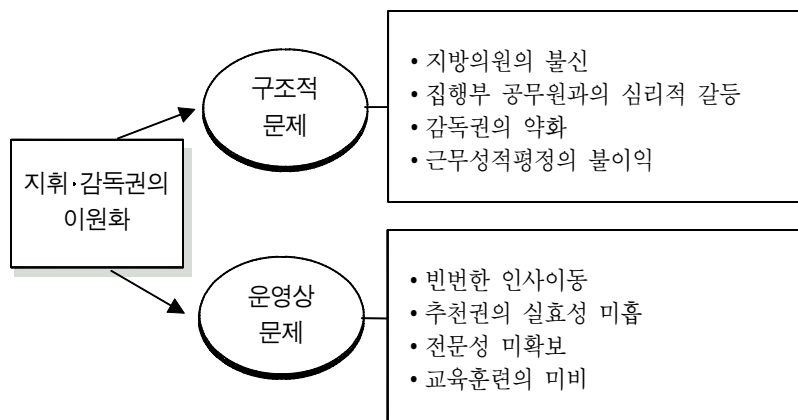 지휘·감독권의
이원화
구조적
문제
• 지방의원의 불신
• 집행부 공무원과의 심리적 갈등
• 감독권의 약화
• 근무성적평정의 불이익
운영상
문제
• 빈번한 인사이동
• 추천권의 실효성 미흡
• 전문성 미확보
• 교육훈련의 미비